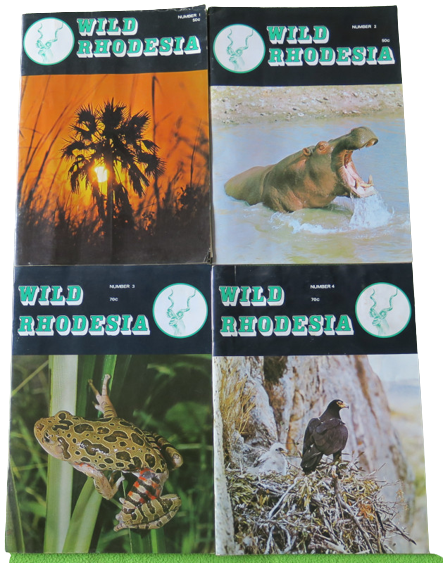 WILD
RHODESIA
NUMBER 1
WILD
RHODESIA
NUMBER 2
WILD
RHODESIA
NUMBER 3
70c
WILD
RHODESIA
NUMBER 4
70c